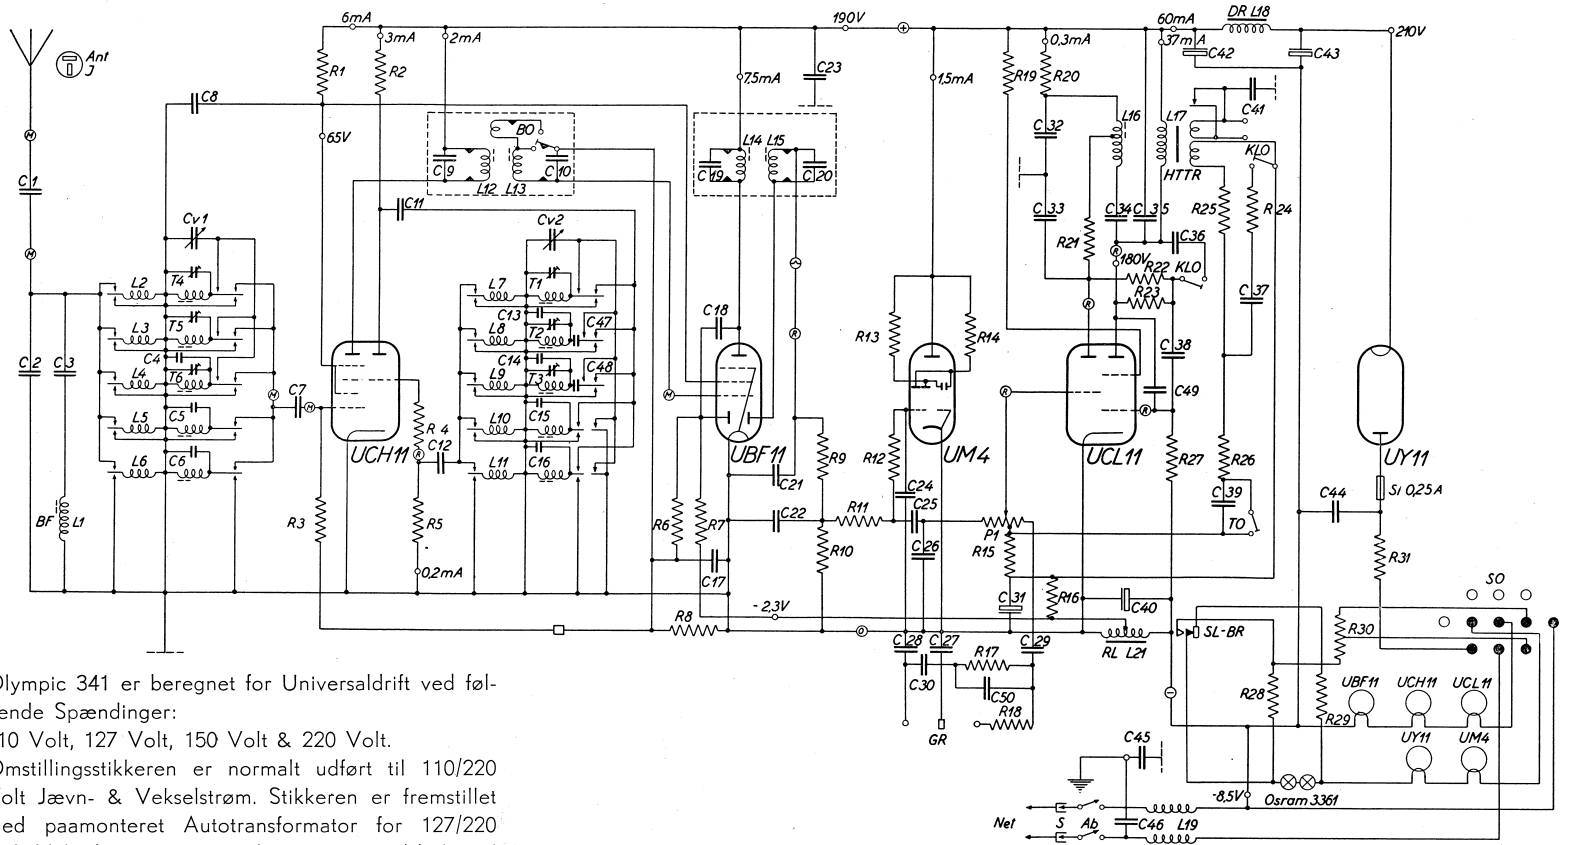 6mA
190V
60mA
DR L18
3mA
2mA
0,3mA
37mA
C42
C43
210V
Ant
J
R1
R2
7,5mA
C23
1,5mA
R19
R20
C8
65V
BO
C9
C10
L12 L13
L14 L15
C19
C20
C32
L16
L17
C41
KLO
HTTR
M
C1
Cv1
C11
Cv2
C33
C34
C35
R25
R24
R21
C36
M
180V
R22
KLO
L2
T4
L7
T1
R23
C37
L3
T5
C13
C47
L8
T2
C18
R13
R14
C2
C3
C4
C14
C48
C38
L4
T6
L9
T3
C49
C7
M
L5
C5
L10
C15
R4
C12
L6
C6
L11
C16
UCH11
UBF11
UM4
UCL11
UY11
R9
R12
R27
R26
C21
C24
C39
C44
Si 0,25A
BF
L1
R3
R5
R6
R7
C22
R11
C25
P1
TO
R10
C26
R15
R31
0,2mA
C17
C31
R16
C40
SO
-2,3V
R8
RL L21
SL-BR
R30
C28
C27
C29
C30
R17
C50
R18
GR
R28
R29
UBF11
UCH11
UCL11
UY11
UM4
C45
-8,5V
Osram 3361
Net
S
Ab
C46
L19
Olympic 341 er beregnet for Universaldrift ved føl-
ende Spændinger:
10 Volt, 127 Volt, 150 Volt & 220 Volt.
Omstillingsstikkeren er normalt udført til 110/220
olt Jævn- & Vekselstrøm. Stikkeren er fremstillet
ed paamonteret Autotransformator for 127/220